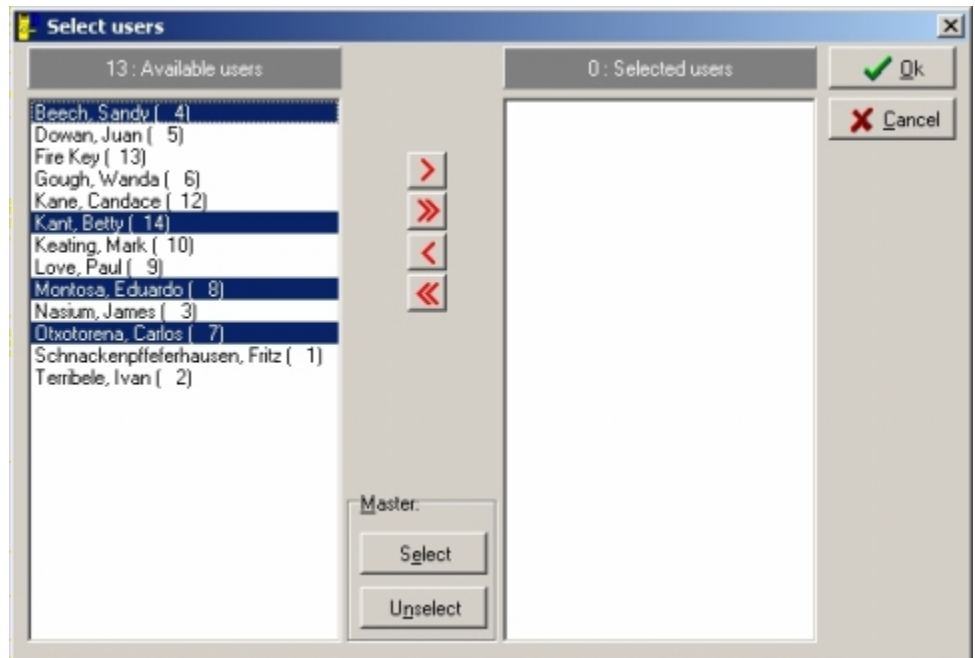 Select users
13 : Available users
0 : Selected users
Ok
Cancel
Beech, Sandy ( 4)
Dowan, Juan ( 5)
Fire Key ( 13)
Gough, Wanda ( 6)
Kane, Candace ( 12)
Kant, Betty ( 14)
Keating, Mark ( 10)
Love, Paul ( 9)
Montosa, Eduardo ( 8)
Nasium, James ( 3)
Otxotorena, Carlos ( 7)
Schnackenpffeferhausen, Fritz ( 1)
Terribele, Ivan ( 2)
Master:
Select
Unselect